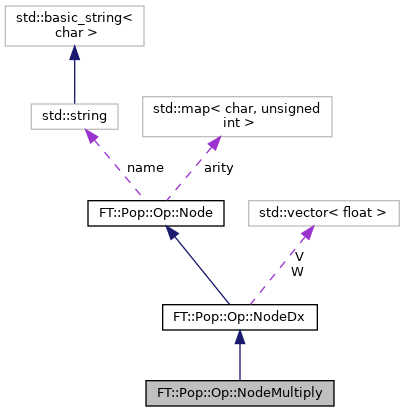 std::basic_string<
char >
std::string
std::map< char, unsigned
int >
name
arity
FT::Pop::Op::Node
std::vector< float >
V
W
FT::Pop::Op::NodeDx
FT::Pop::Op::NodeMultiply